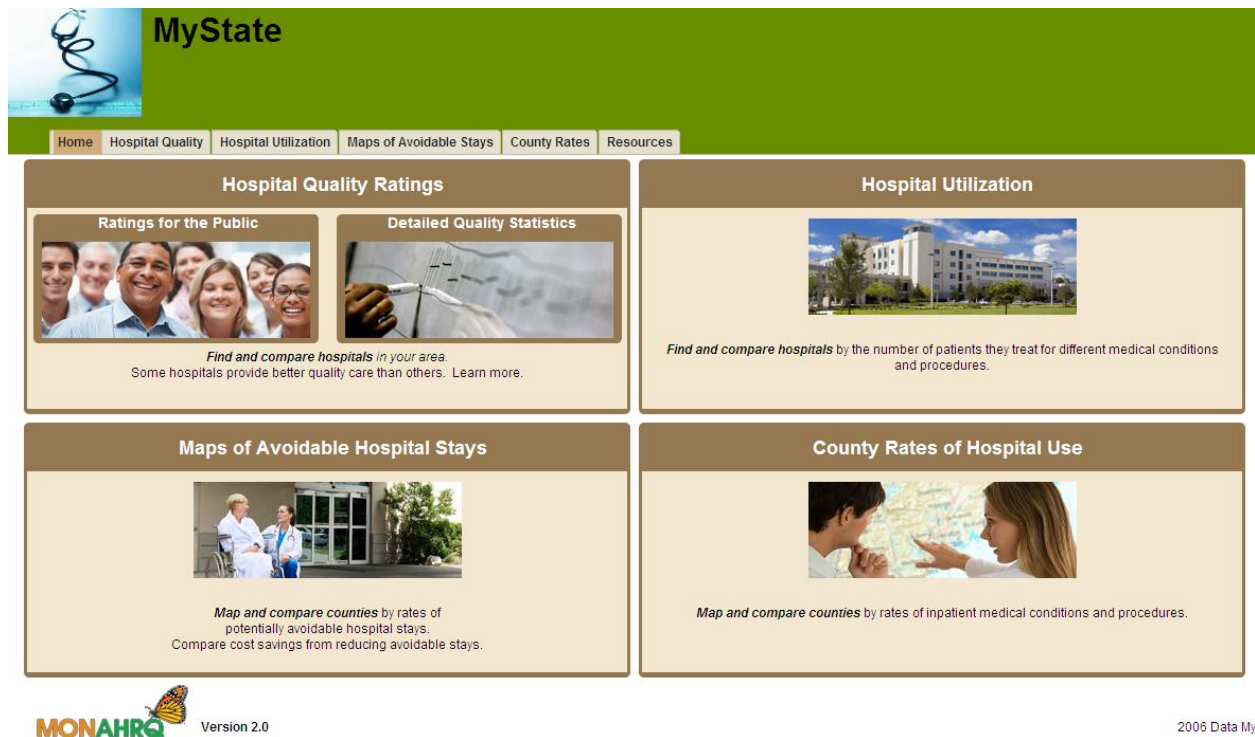 MyState
Home Hospital Quality Hospital Utilization Maps of Avoidable Stays County Rates Resources
Hospital Quality Ratings
Ratings for the Public
Detailed Quality Statistics
Find and compare hospitals in your area.
Some hospitals provide better quality care than others. Learn more.
Hospital Utilization
Find and compare hospitals by the number of patients they treat for different medical conditions
and procedures.
Maps of Avoidable Hospital Stays
Map and compare counties by rates of
potentially avoidable hospital stays.
Compare cost savings from reducing avoidable stays.
County Rates of Hospital Use
Map and compare counties by rates of inpatient medical conditions and procedures.
MONAHRQ Version 2.0
2006 Data My